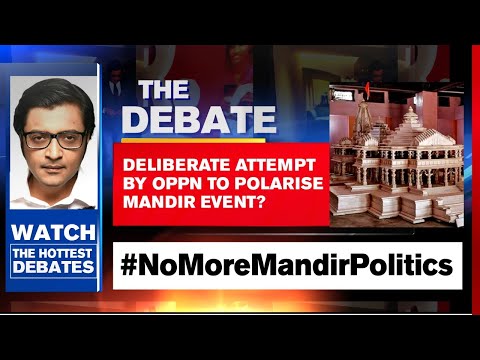 THE
DEBATE
DELIBERATE ATTEMPT
BY OPPN TO POLARISE
MANDIR EVENT?
WATCH
THE HOTTEST
DEBATES
#NoMoreMandirPolitics